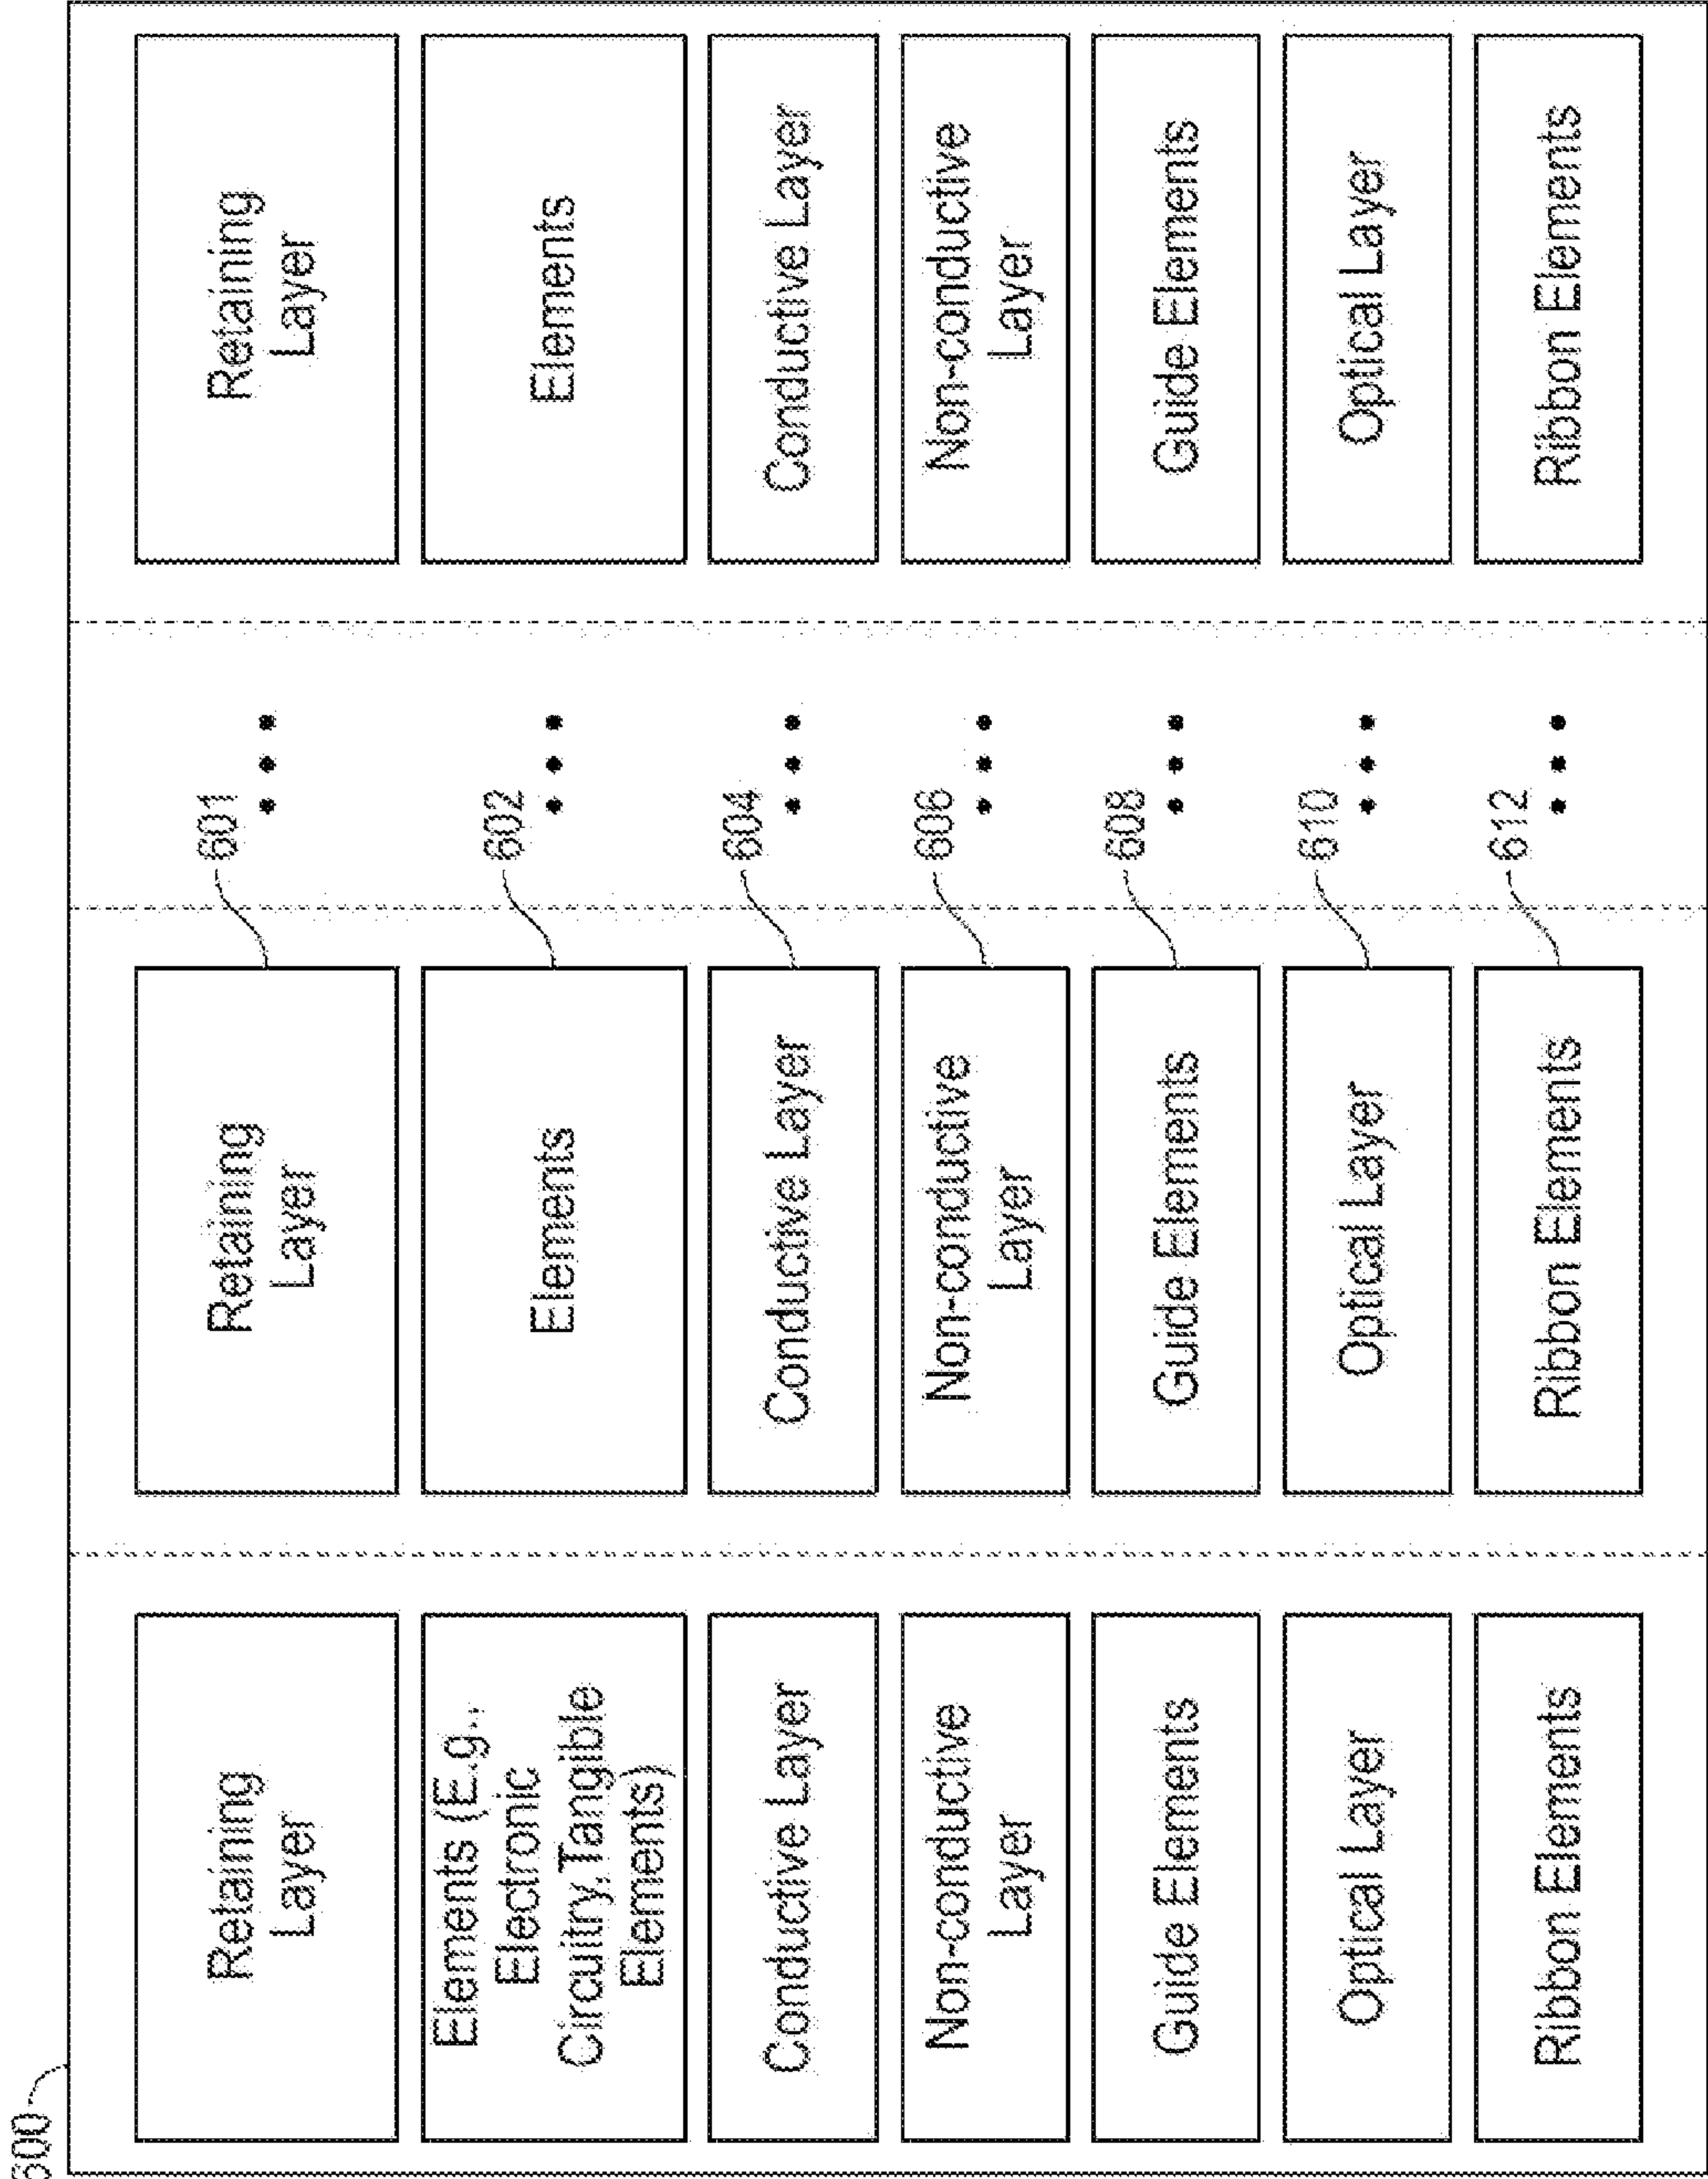 600
Retaining
Layer
Retaining
Layer
601
Retaining
Layer
Elements (E.g.,
Electronic
Circuitry.Tangible
Elements)
Elements
602
Elements
Conductive Layer
Conductive Layer
604
Conductive Layer
Non-conductive
Layer
Non-conductive
Layer
606
Non-conductive
Layer
Guide Elements
Guide Elements
608
Guide Elements
Optical Layer
Optical Layer
610
Optical Layer
Ribbon Elements
Ribbon Elements
612
Ribbon Elements